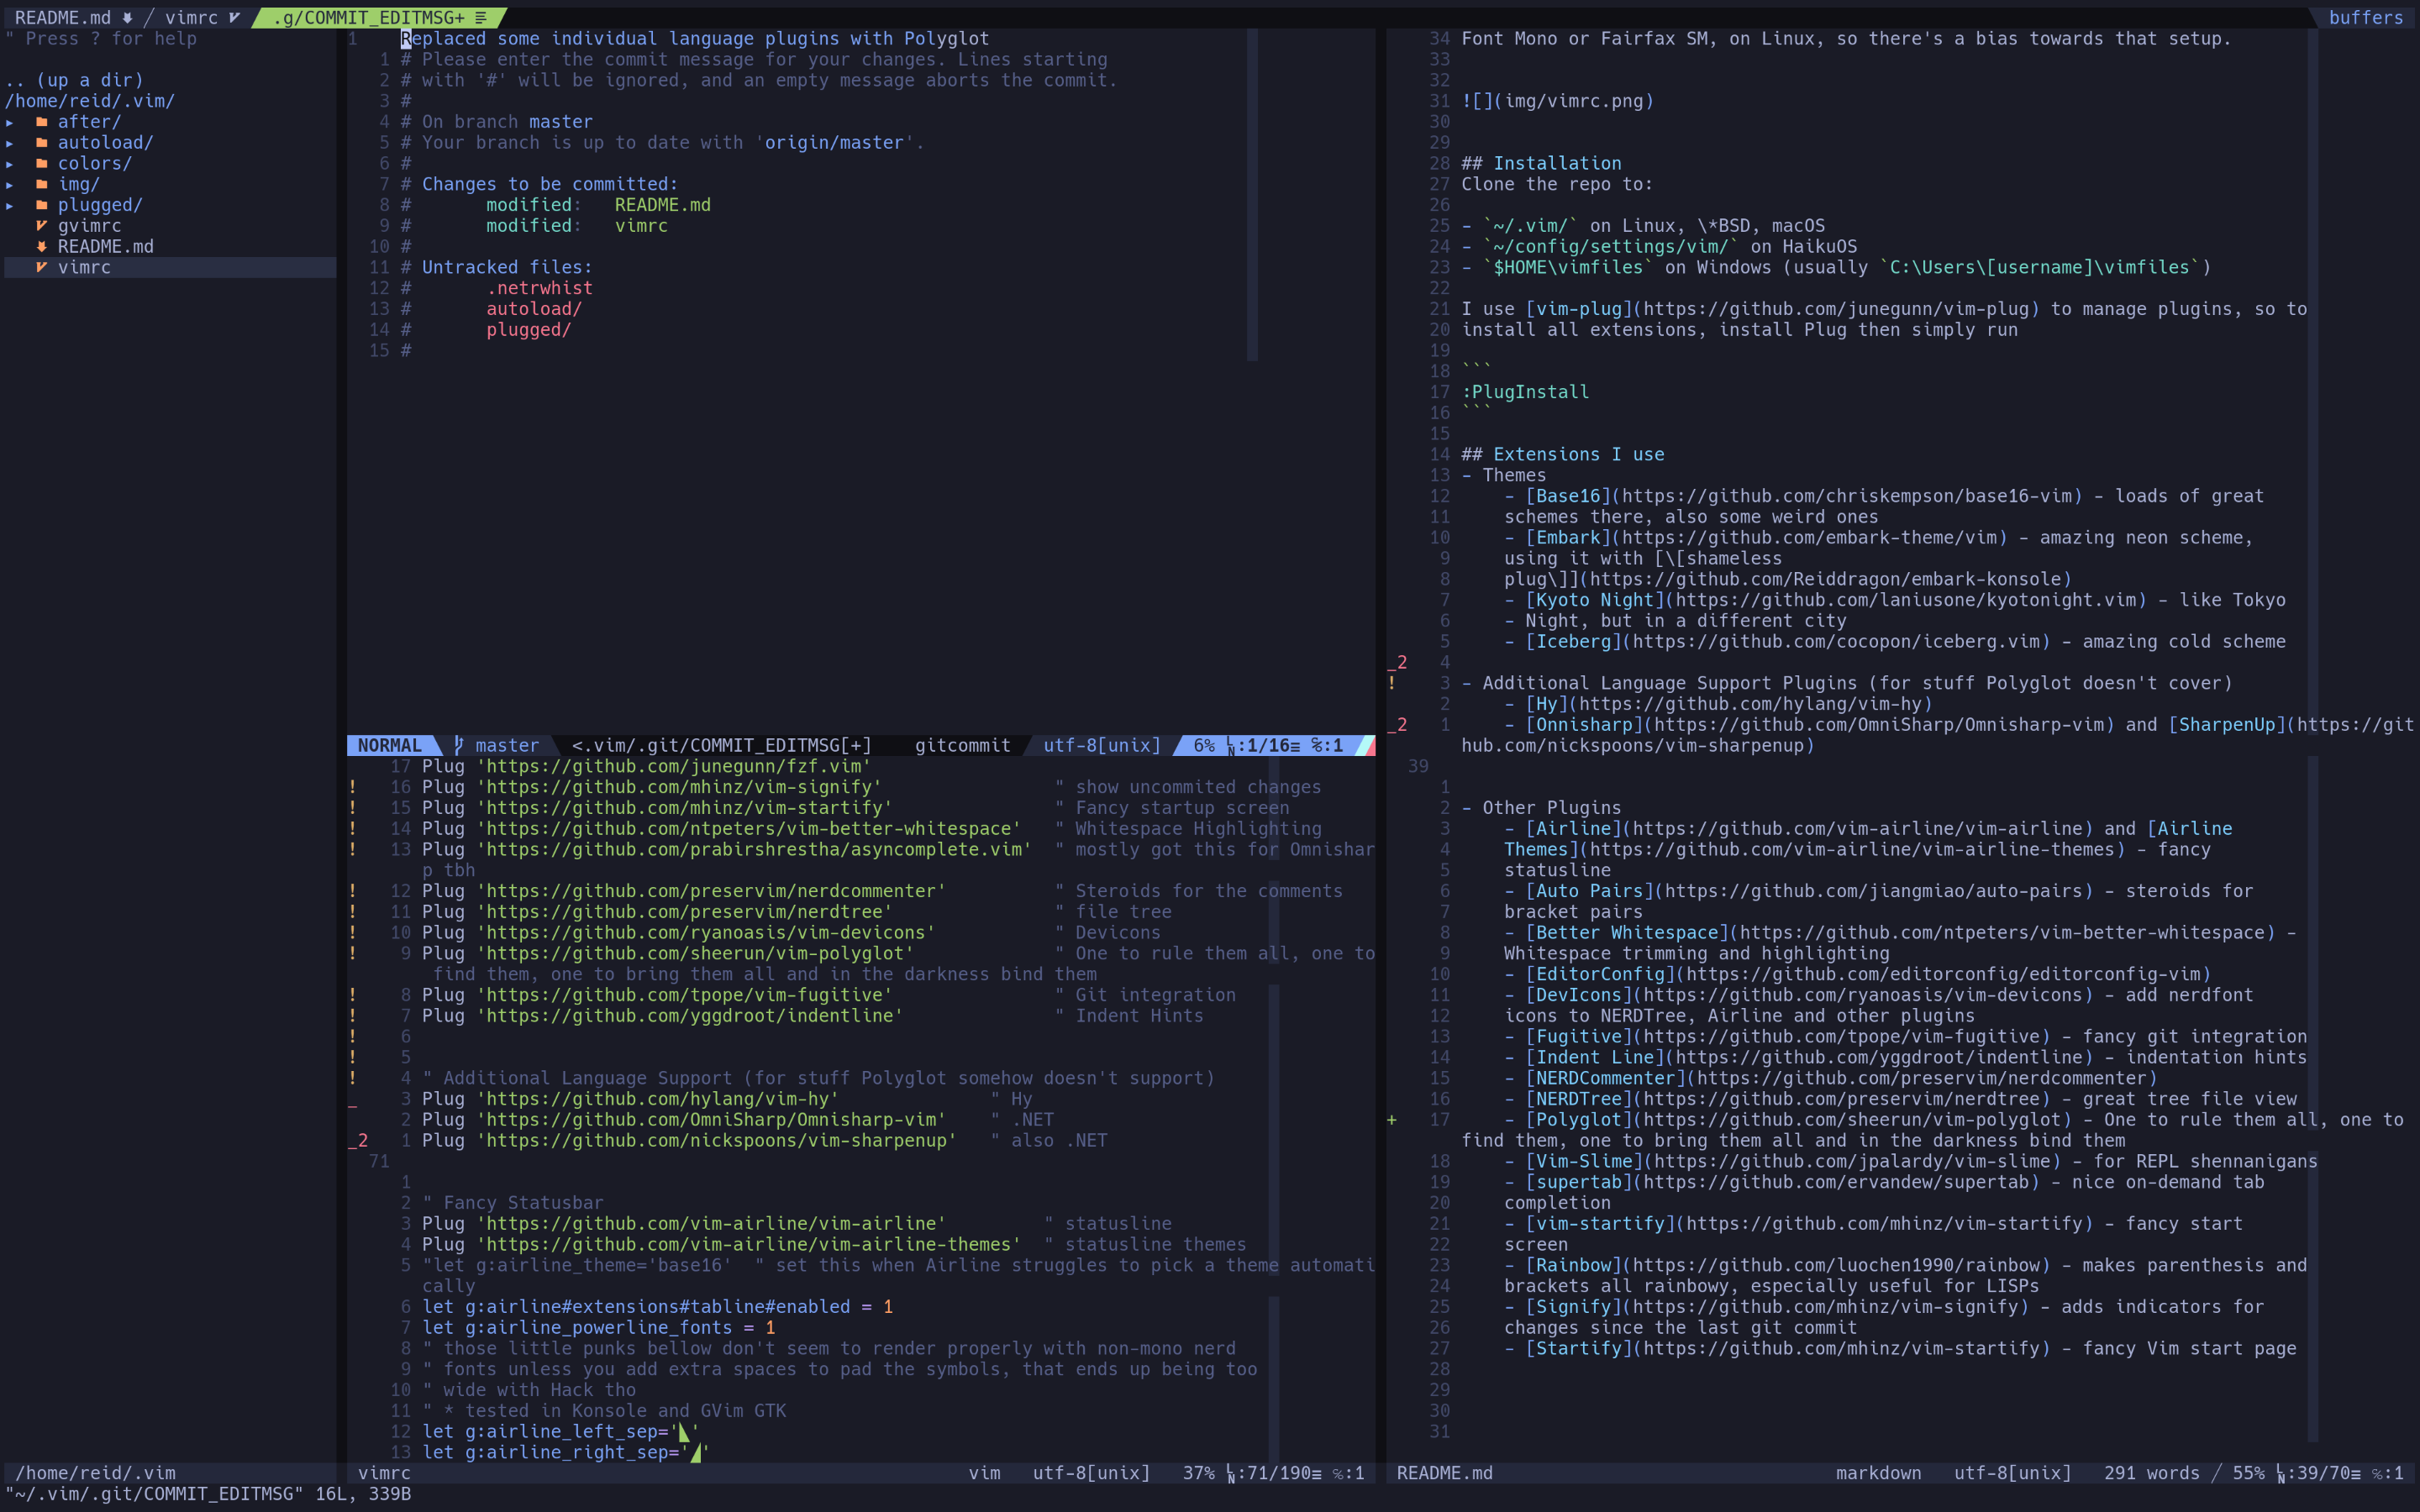 README.md / vimrc .g/COMMIT_EDITMSG+ buffers
" Press ? for help
.. (up a dir)
/home/reid/.vim/
▸ after/
▸ autoload/
▸ colors/
▸ img/
▸ plugged/
gvimrc
README.md
vimrc
/home/reid/.vim
1 Replaced some individual language plugins with Polyglot
1 # Please enter the commit message for your changes. Lines starting
2 # with '#' will be ignored, and an empty message aborts the commit.
3 #
4 # On branch master
5 # Your branch is up to date with 'origin/master'.
6 #
7 # Changes to be committed:
8 #       modified:   README.md
9 #       modified:   vimrc
10 #
11 # Untracked files:
12 #       .netrwhist
13 #       autoload/
14 #       plugged/
15 #
NORMAL master <.vim/.git/COMMIT_EDITMSG[+] gitcommit utf-8[unix] 6% LN:1/16≡ ℅:1
17 Plug 'https://github.com/junegunn/fzf.vim'
! 16 Plug 'https://github.com/mhinz/vim-signify' " show uncommited changes
! 15 Plug 'https://github.com/mhinz/vim-startify' " Fancy startup screen
! 14 Plug 'https://github.com/ntpeters/vim-better-whitespace' " Whitespace Highlighting
! 13 Plug 'https://github.com/prabirshrestha/asyncomplete.vim' " mostly got this for Omnishar
p tbh
! 12 Plug 'https://github.com/preservim/nerdcommenter' " Steroids for the comments
! 11 Plug 'https://github.com/preservim/nerdtree' " file tree
! 10 Plug 'https://github.com/ryanoasis/vim-devicons' " Devicons
! 9 Plug 'https://github.com/sheerun/vim-polyglot' " One to rule them all, one to
find them, one to bring them all and in the darkness bind them
! 8 Plug 'https://github.com/tpope/vim-fugitive' " Git integration
! 7 Plug 'https://github.com/yggdroot/indentline' " Indent Hints
! 6
! 5
! 4 " Additional Language Support (for stuff Polyglot somehow doesn't support)
_ 3 Plug 'https://github.com/hylang/vim-hy' " Hy
2 Plug 'https://github.com/OmniSharp/Omnisharp-vim' " .NET
_2 1 Plug 'https://github.com/nickspoons/vim-sharpenup' " also .NET
71
1
2 " Fancy Statusbar
3 Plug 'https://github.com/vim-airline/vim-airline' " statusline
4 Plug 'https://github.com/vim-airline/vim-airline-themes' " statusline themes
5 "let g:airline_theme='base16' " set this when Airline struggles to pick a theme automati
cally
6 let g:airline#extensions#tabline#enabled = 1
7 let g:airline_powerline_fonts = 1
8 " those little punks bellow don't seem to render properly with non-mono nerd
9 " fonts unless you add extra spaces to pad the symbols, that ends up being too
10 " wide with Hack tho
11 " * tested in Konsole and GVim GTK
12 let g:airline_left_sep='◣'
13 let g:airline_right_sep='◢'
vimrc vim utf-8[unix] 37% LN:71/190≡ ℅:1
34 Font Mono or Fairfax SM, on Linux, so there's a bias towards that setup.
33
32
31 ![](img/vimrc.png)
30
29
28 ## Installation
27 Clone the repo to:
26
25 - `~/.vim/` on Linux, \*BSD, macOS
24 - `~/config/settings/vim/` on HaikuOS
23 - `$HOME\vimfiles` on Windows (usually `C:\Users\[username]\vimfiles`)
22
21 I use [vim-plug](https://github.com/junegunn/vim-plug) to manage plugins, so to
20 install all extensions, install Plug then simply run
19
18 ```
17 :PlugInstall
16 ```
15
14 ## Extensions I use
13 - Themes
12 - [Base16](https://github.com/chriskempson/base16-vim) - loads of great
11 schemes there, also some weird ones
10 - [Embark](https://github.com/embark-theme/vim) - amazing neon scheme,
9 using it with [\[shameless
8 plug\]](https://github.com/Reiddragon/embark-konsole)
7 - [Kyoto Night](https://github.com/laniusone/kyotonight.vim) - like Tokyo
6 - Night, but in a different city
5 - [Iceberg](https://github.com/cocopon/iceberg.vim) - amazing cold scheme
_2 4
! 3 - Additional Language Support Plugins (for stuff Polyglot doesn't cover)
2 - [Hy](https://github.com/hylang/vim-hy)
_2 1 - [Onnisharp](https://github.com/OmniSharp/Omnisharp-vim) and [SharpenUp](https://git
hub.com/nickspoons/vim-sharpenup)
39
1
2 - Other Plugins
3 - [Airline](https://github.com/vim-airline/vim-airline) and [Airline
4 Themes](https://github.com/vim-airline/vim-airline-themes) - fancy
5 statusline
6 - [Auto Pairs](https://github.com/jiangmiao/auto-pairs) - steroids for
7 bracket pairs
8 - [Better Whitespace](https://github.com/ntpeters/vim-better-whitespace) -
9 Whitespace trimming and highlighting
10 - [EditorConfig](https://github.com/editorconfig/editorconfig-vim)
11 - [DevIcons](https://github.com/ryanoasis/vim-devicons) - add nerdfont
12 icons to NERDTree, Airline and other plugins
13 - [Fugitive](https://github.com/tpope/vim-fugitive) - fancy git integration
14 - [Indent Line](https://github.com/yggdroot/indentline) - indentation hints
15 - [NERDCommenter](https://github.com/preservim/nerdcommenter)
16 - [NERDTree](https://github.com/preservim/nerdtree) - great tree file view
+ 17 - [Polyglot](https://github.com/sheerun/vim-polyglot) - One to rule them all, one to
find them, one to bring them all and in the darkness bind them
18 - [Vim-Slime](https://github.com/jpalardy/vim-slime) - for REPL shennanigans
19 - [supertab](https://github.com/ervandew/supertab) - nice on-demand tab
20 completion
21 - [vim-startify](https://github.com/mhinz/vim-startify) - fancy start
22 screen
23 - [Rainbow](https://github.com/luochen1990/rainbow) - makes parenthesis and
24 brackets all rainbowy, especially useful for LISPs
25 - [Signify](https://github.com/mhinz/vim-signify) - adds indicators for
26 changes since the last git commit
27 - [Startify](https://github.com/mhinz/vim-startify) - fancy Vim start page
28
29
30
31
README.md markdown utf-8[unix] 291 words / 55% LN:39/70≡ ℅:1
"~/.vim/.git/COMMIT_EDITMSG" 16L, 339B